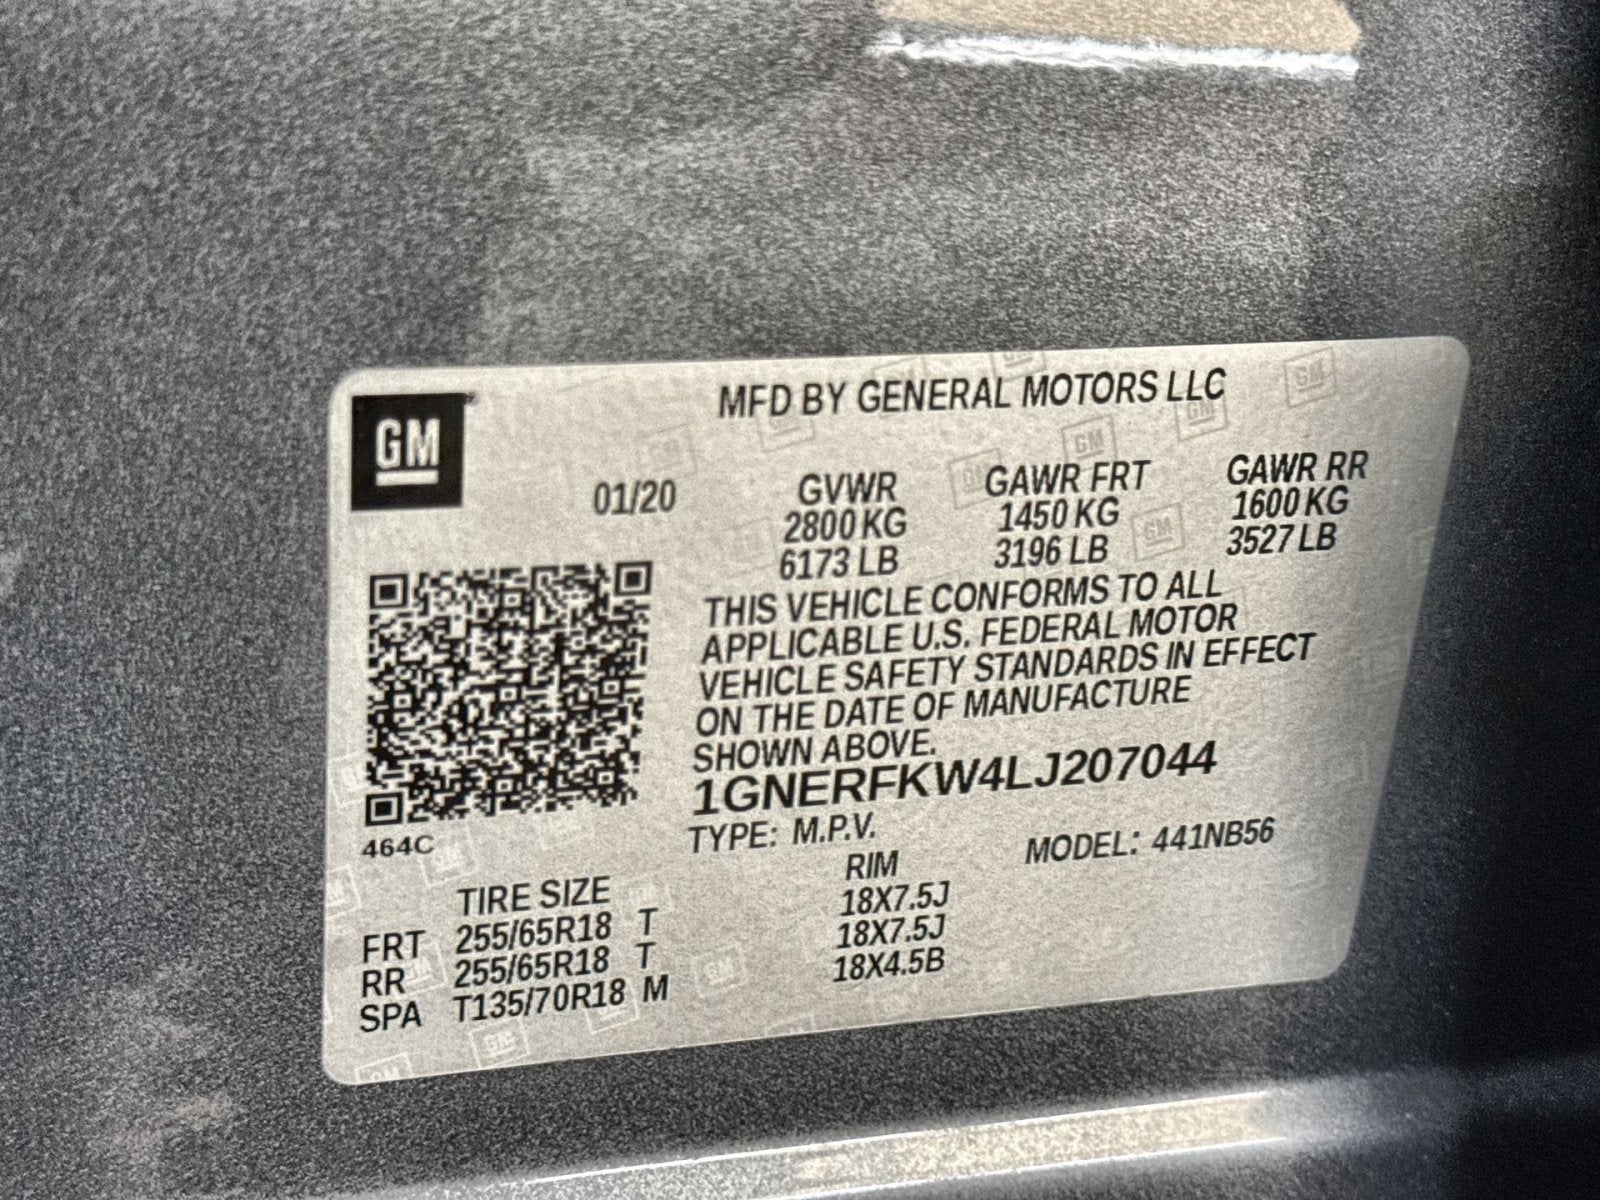 GM
MFD BY GENERAL MOTORS LLC
01/20 GVWR GAWR FRT GAWR RR
2800 KG 1450 KG 1600 KG
6173 LB 3196 LB 3527 LB
THIS VEHICLE CONFORMS TO ALL
APPLICABLE U.S. FEDERAL MOTOR
VEHICLE SAFETY STANDARDS IN EFFECT
ON THE DATE OF MANUFACTURE
SHOWN ABOVE.
1GNERFKW4LJ207044
464C
TYPE: M.P.V. MODEL: 441NB56
TIRE SIZE RIM
FRT 255/65R18 T 18X7.5J
RR 255/65R18 T 18X7.5J
SPA T135/70R18 M 18X4.5B